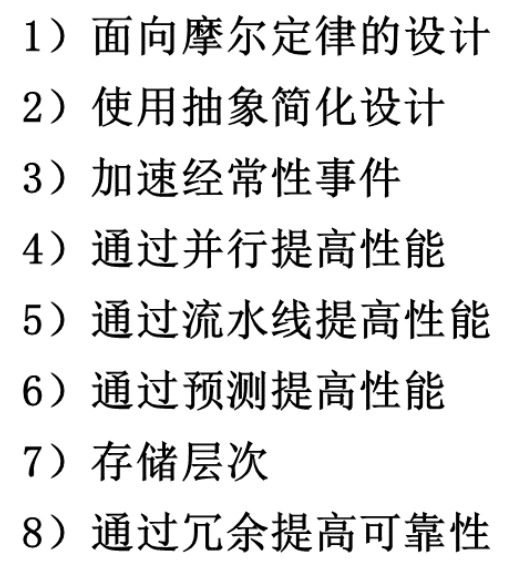 1）面向摩尔定律的设计
2）使用抽象简化设计
3）加速经常性事件
4）通过并行提高性能
5）通过流水线提高性能
6）通过预测提高性能
7）存储层次
8）通过冗余提高可靠性